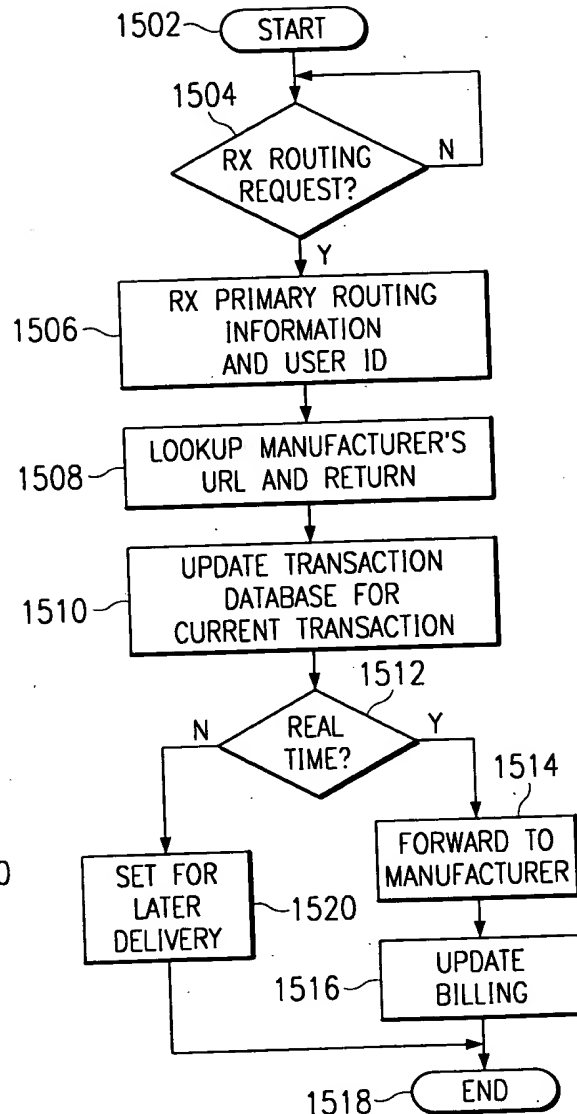 1502
START
1504
RX ROUTING
REQUEST?
N
Y
1506
RX PRIMARY ROUTING
INFORMATION
AND USER ID
1508
LOOKUP MANUFACTURER'S
URL AND RETURN
1510
UPDATE TRANSACTION
DATABASE FOR
CURRENT TRANSACTION
1512
N
REAL
TIME?
Y
1514
FORWARD TO
MANUFACTURER
0
SET FOR
LATER
DELIVERY
1520
1516
UPDATE
BILLING
1518
END